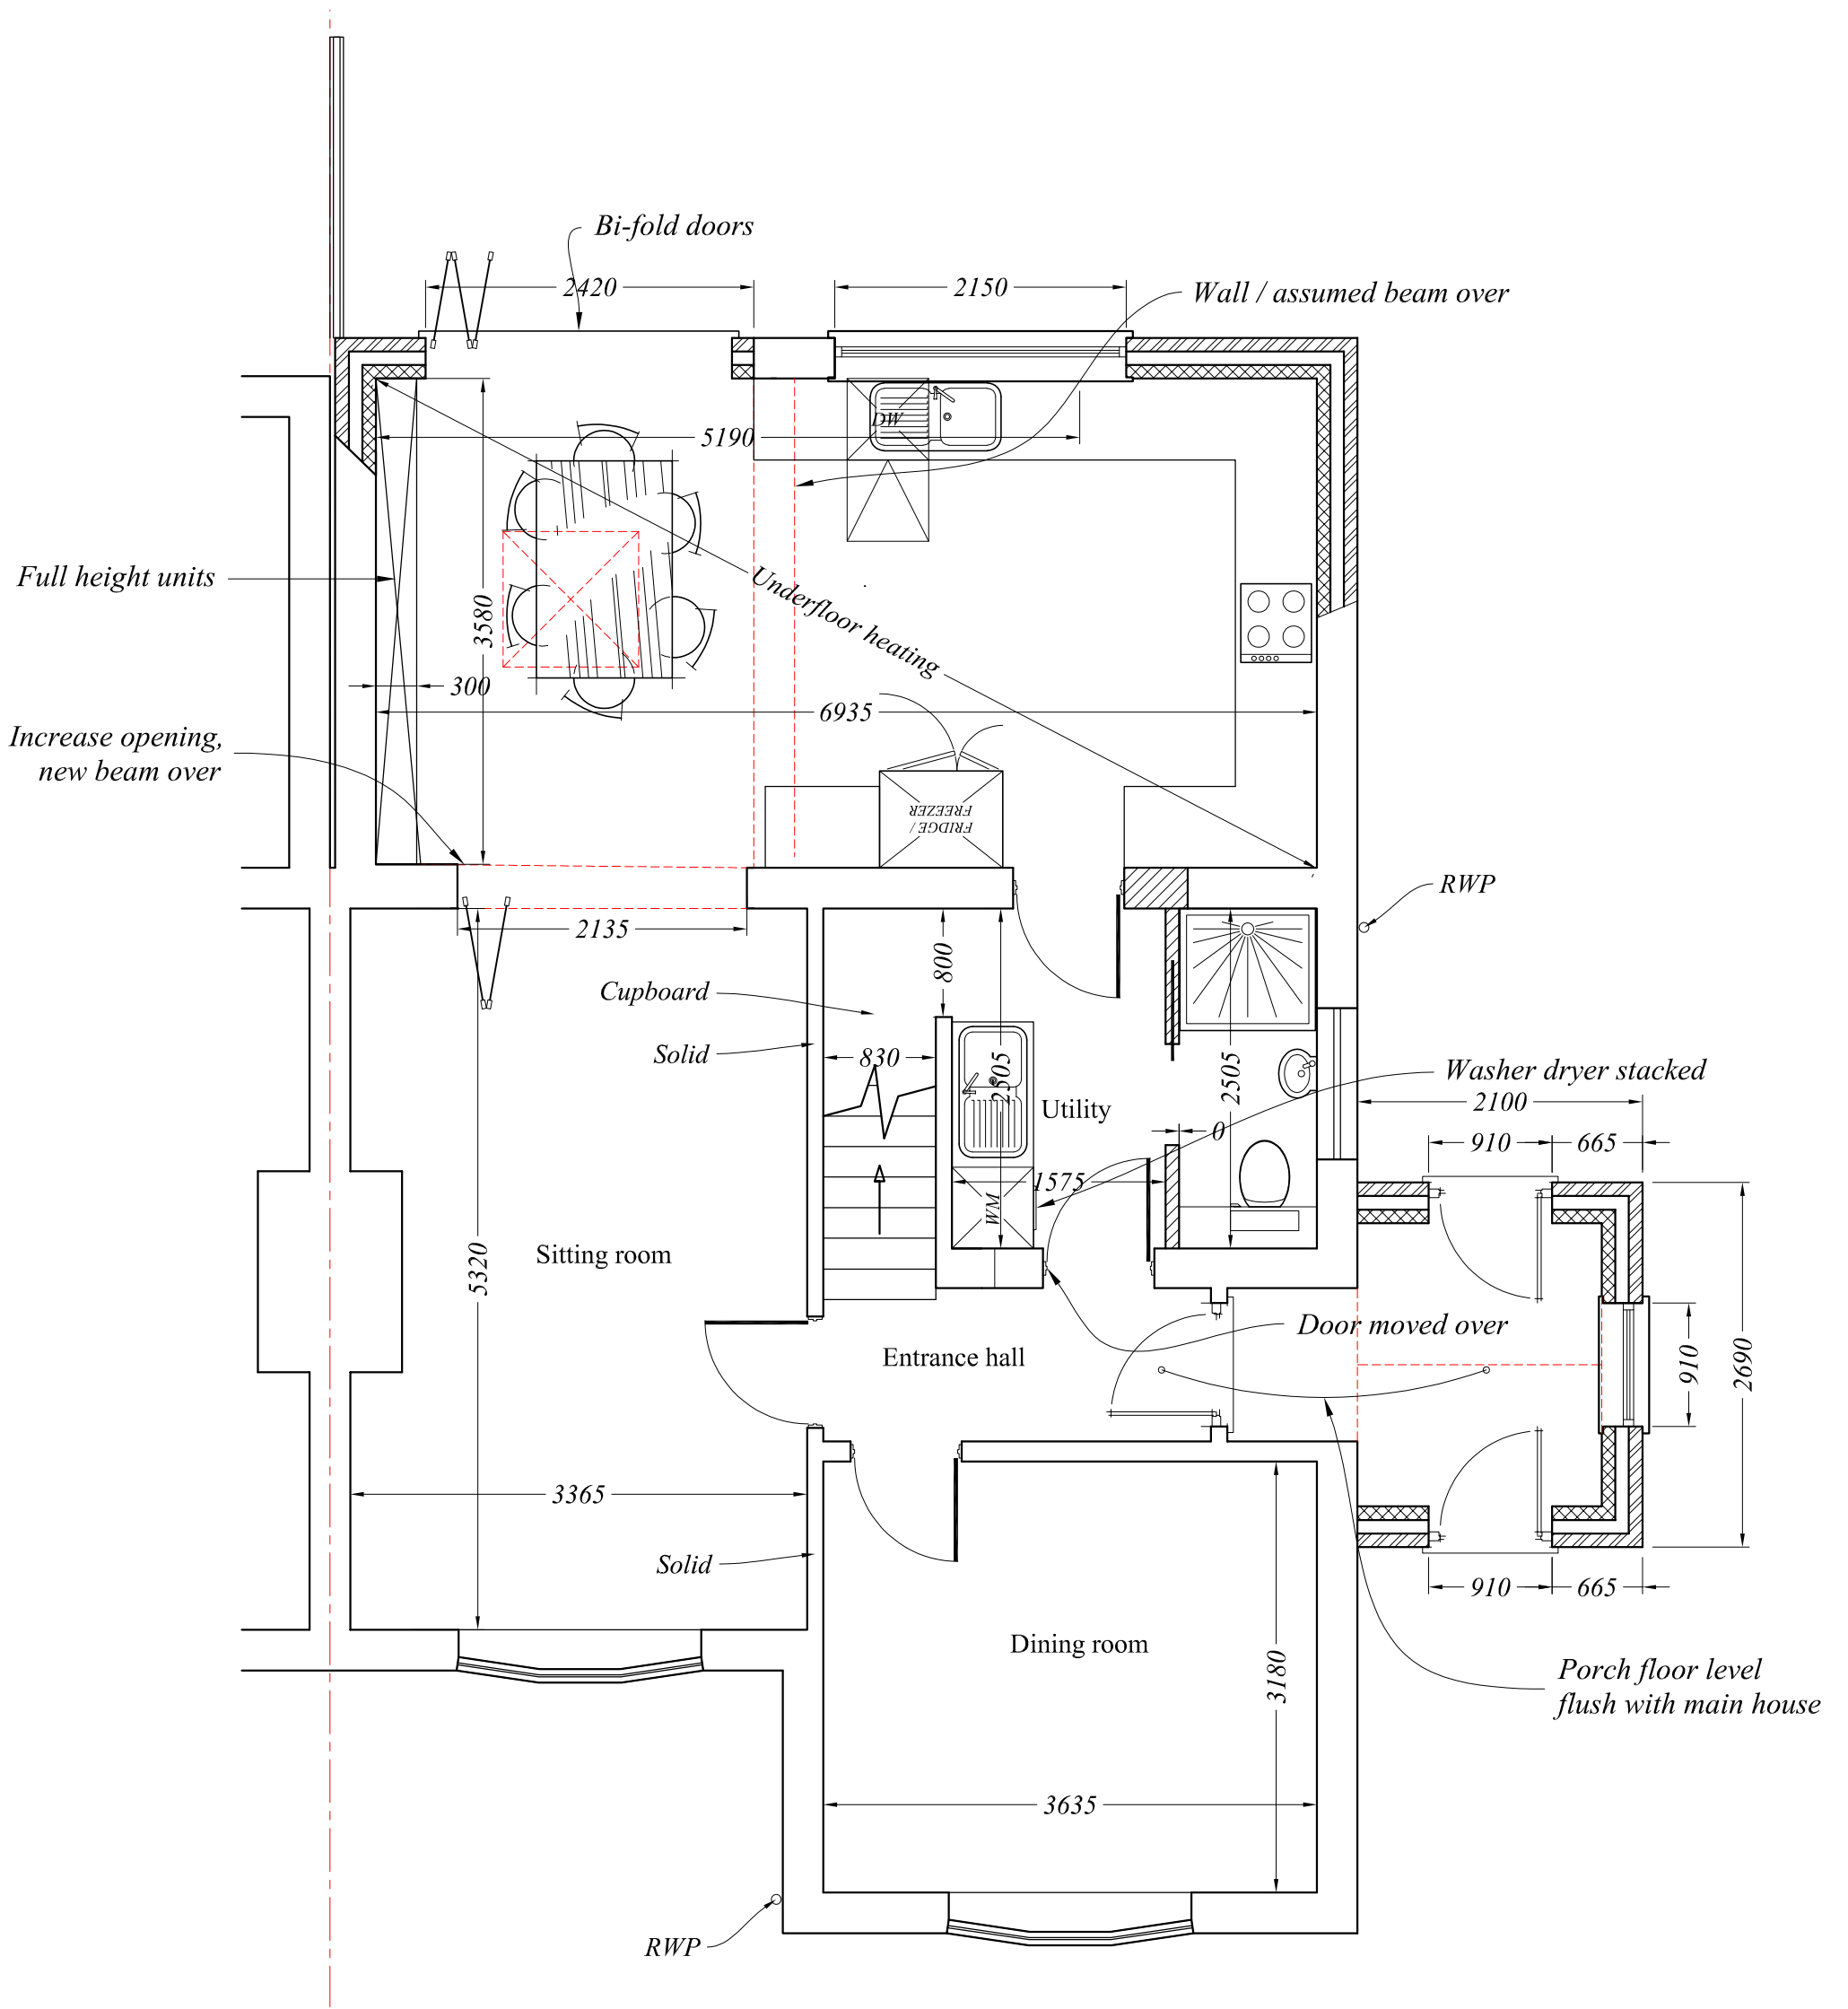 Bi-fold doors
2420
2150
Wall / assumed beam over
DW
5190
Full height units
Underfloor heating
3580
300
6935
Increase opening,
new beam over
FRIDGE /
FREEZER
RWP
2135
800
Cupboard
Solid
830
2505
2505
Washer dryer stacked
2100
Utility
0
910
665
1575
WM
Sitting room
5320
Door moved over
Entrance hall
910
2690
3365
Solid
910
665
Dining room
3180
Porch floor level
flush with main house
3635
RWP